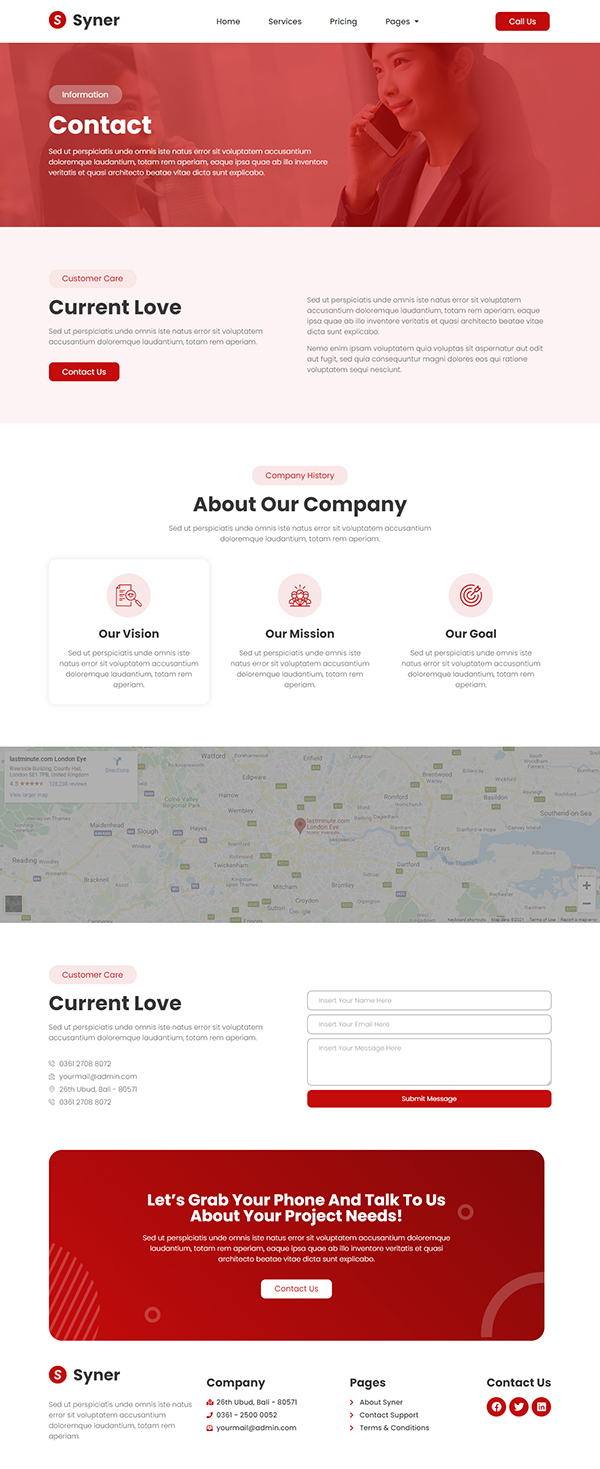 S Syner
Home Services Pricing Pages
Call Us
Information
Contact
Sed ut perspiciatis unde omnis iste natus error sit voluptatem accusantium
doloremque laudantium, totam rem aperiam, eaque ipsa quae ab illo inventore
veritatis et quasi architecto beatae vitae dicta sunt explicabo.
Customer Care
Current Love
Sed ut perspiciatis unde omnis iste natus error sit voluptatem
accusantium doloremque laudantium, totam rem aperiam.
Contact Us
Sed ut perspiciatis unde omnis iste natus error sit voluptatem
accusantium doloremque laudantium, totam rem aperiam, eaque
ipsa quae ab illo inventore veritatis et quasi architecto beatae vitae
dicta sunt explicabo.
Nemo enim ipsam voluptatem quia voluptas sit aspernatur aut odit
aut fugit, sed quia consequuntur magni dolores eos qui ratione
voluptatem sequi nesciunt.
Company History
About Our Company
Sed ut perspiciatis unde omnis iste natus error sit voluptatem accusantium
doloremque laudantium, totam rem aperiam.
Our Vision
Sed ut perspiciatis unde omnis iste
natus error sit voluptatem accusantium
doloremque laudantium, totam rem
aperiam.
Our Mission
Sed ut perspiciatis unde omnis iste
natus error sit voluptatem accusantium
doloremque laudantium, totam rem
aperiam.
Our Goal
Sed ut perspiciatis unde omnis iste
natus error sit voluptatem accusantium
doloremque laudantium, totam rem
aperiam.
lastminute.com London Eye
Riverside Building, County Hall,
London SE1 7PB, United Kingdom
4.5
View larger map
Directions
Watford
Borehamwood
Enfield
Loughton
Edgware
Brentwood
Billericay
Wickford
Harrow
Romford
Basildon
Wembley
Hornchurch
Southend-on-Sea
Maidenhead
Slough
Hayes
lastminute.com
London Eye
Reading
Twickenham
Grays
Bracknell
Dartford
Mitcham
Bromley
Croydon
Sutton
Google
Keyboard shortcuts
Map data ©2021
Terms of Use
Report a map error
Customer Care
Current Love
Sed ut perspiciatis unde omnis iste natus error sit voluptatem
accusantium doloremque laudantium, totam rem aperiam.
0361 2708 8072
yourmail@admin.com
26th Ubud, Bali - 80571
0361 2708 8072
Insert Your Name Here
Insert Your Email Here
Insert Your Message Here
Submit Message
Let's Grab Your Phone And Talk To Us
About Your Project Needs!
Sed ut perspiciatis unde omnis iste natus error sit voluptatem accusantium doloremque
laudantium, totam rem aperiam, eaque ipsa quae ab illo inventore veritatis et quasi
architecto beatae vitae dicta sunt explicabo.
Contact Us
S Syner
Sed ut perspiciatis unde omnis iste natus
error sit voluptatem accusantium
doloremque laudantium, totam rem
aperiam.
Company
26th Ubud, Bali - 80571
0361 - 2500 0052
yourmail@admin.com
Pages
About Syner
Contact Support
Terms & Conditions
Contact Us